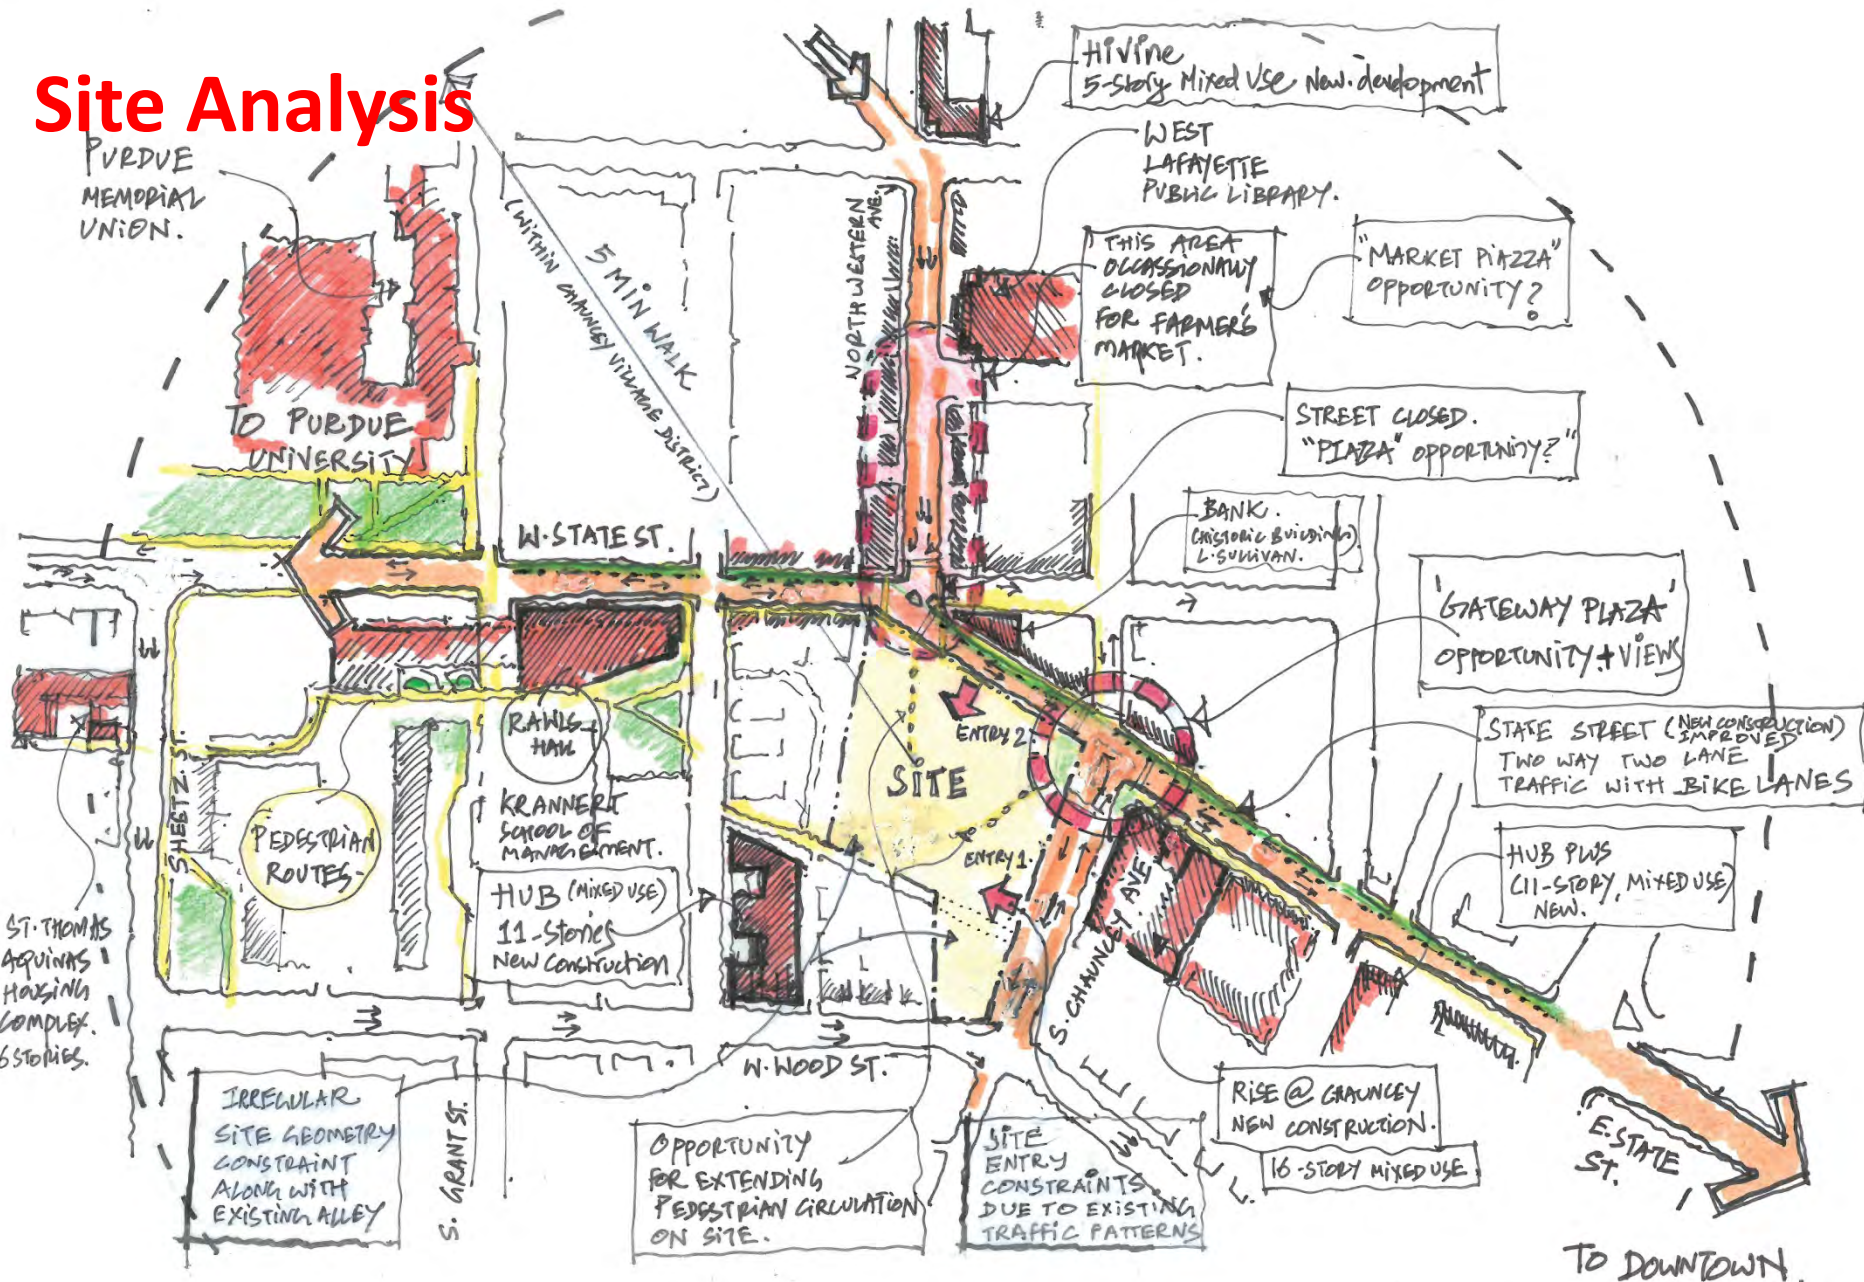 Site Analysis
PURDUE
MEMORIAL
UNION.
HiVine
5-Story Mixed Use New development
WEST
LAFAYETTE
PUBLIC LIBRARY.
THIS AREA
OCCASSIONALLY
CLOSED
FOR FARMER'S
MARKET.
"MARKET PIAZZA"
OPPORTUNITY?
NORTHWESTERN
AVE.
5 MIN WALK
(WITHIN CHAUNCEY VILLAGE DISTRICT)
TO PURDUE
UNIVERSITY
STREET CLOSED.
"PIAZZA" OPPORTUNITY?"
BANK.
(HISTORIC BUILDING)
L.SULLIVAN.
W.STATE ST.
'GATEWAY PLAZA'
OPPORTUNITY + VIEWS
STATE STREET (NEW CONSTRUCTION)
IMPROVED
TWO WAY TWO LANE
TRAFFIC WITH BIKE LANES
ENTRY 2
SITE
ENTRY 1.
RAWLS
HALL
KRANNERT
SCHOOL OF
MANAGEMENT.
SHEETZ ST.
PEDESTRIAN
ROUTES
HUB (MIXED USE)
11-Stories
New Construction
HUB PLUS
(11-STORY, MIXED USE)
NEW.
ST. THOMAS
AQUINAS
HOUSING
COMPLEX.
6 STORIES.
S. CHAUNCEY AVE
W. WOOD ST.
S. GRANT ST.
IRREGULAR
SITE GEOMETRY
CONSTRAINT
ALONG WITH
EXISTING ALLEY
OPPORTUNITY
FOR EXTENDING
PEDESTRIAN CIRCULATION
ON SITE.
SITE
ENTRY
CONSTRAINTS
DUE TO EXISTING
TRAFFIC PATTERNS
RISE @ CHAUNCEY
NEW CONSTRUCTION.
16-STORY MIXED USE
E.STATE
ST.
TO DOWNTOWN.